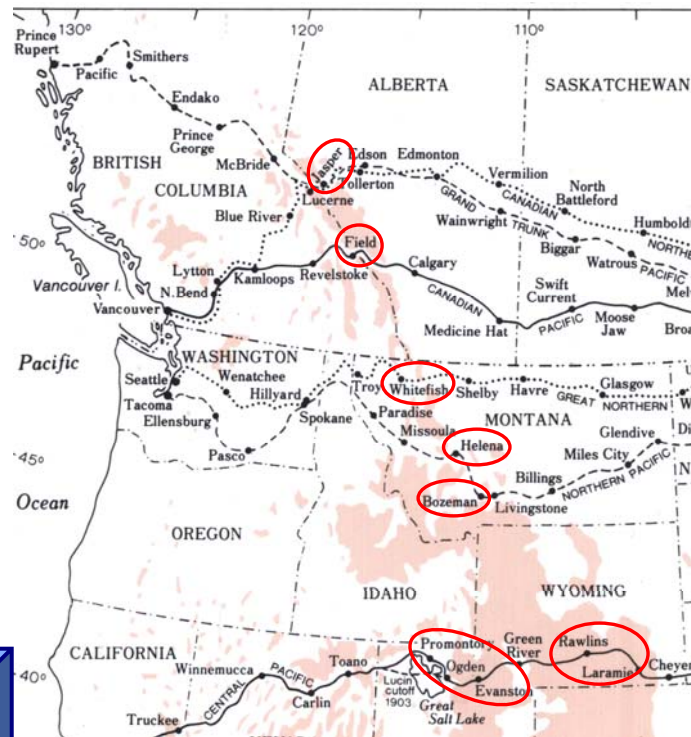 130°
120°
110°
Prince
Rupert
Smithers
Pacific
ALBERTA
SASKATCHEWAN
Endako
Prince
George
BRITISH
McBride
Jasper
Edson
Edmonton
Tollerton
Vermilion
COLUMBIA
Lucerne
GRAND
CANADIAN
North
Battleford
Blue River
Wainwright
TRUNK
Humboldt
NORTHERN
50°
Field
Biggar
Watrous
PACIFIC
Lytton
Kamloops
Revelstoke
Calgary
Vancouver I.
N.Bend
CANADIAN
Swift
Current
Vancouver
Medicine Hat
PACIFIC
Moose
Jaw
Pacific
WASHINGTON
Seattle
Wenatchee
Troy
Whitefish
Shelby
Havre
Glasgow
Tacoma
Hillyard
GREAT
NORTHERN
Ellensburg
Spokane
Paradise
MONTANA
Missoula
Helena
Glendive
45°
Pasco
Miles City
Billings
NORTHERN PACIFIC
Ocean
Bozeman
Livingstone
OREGON
IDAHO
WYOMING
CALIFORNIA
Promontory
Green
River
Rawlins
40°
Winnemucca
PACIFIC
Toano
Ogden
Laramie
CENTRAL
Carlin
Lucin
cutoff
1903
Evanston
Great
Salt Lake
Truckee